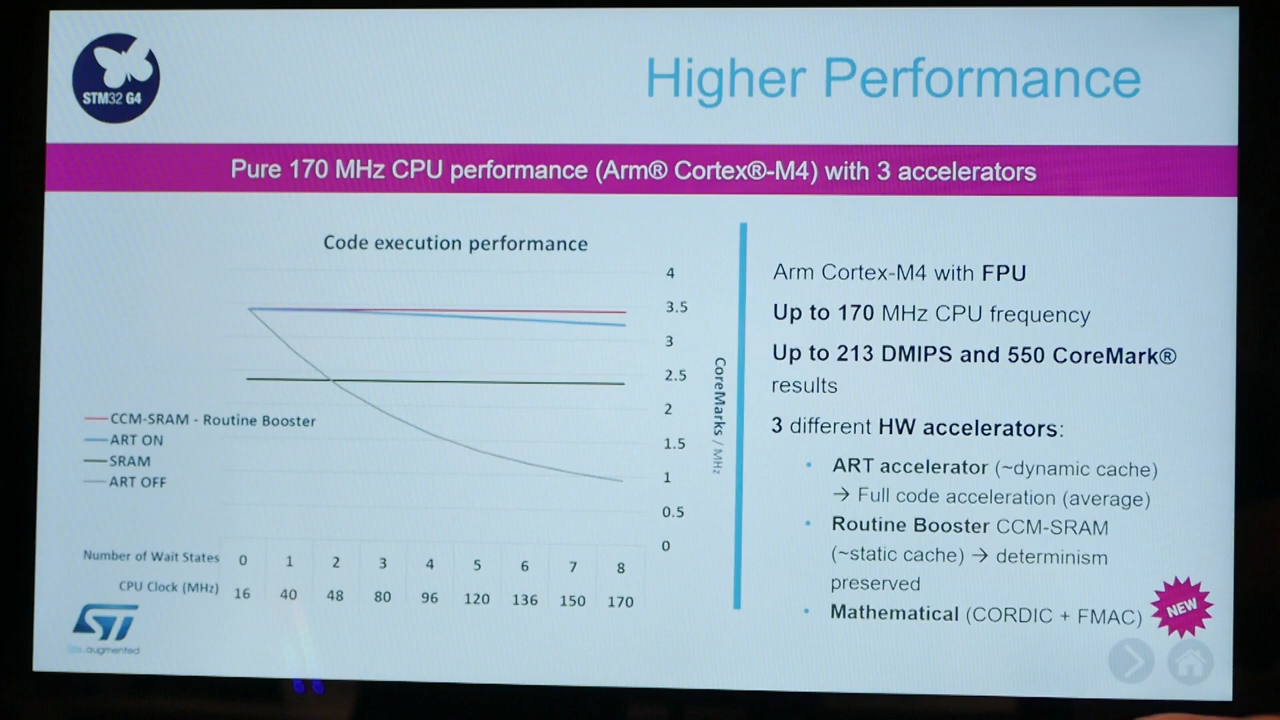 STM32 G4
Higher Performance
Pure 170 MHz CPU performance (Arm® Cortex®-M4) with 3 accelerators
Code execution performance
4
3.5
3
2.5
2
1.5
1
0.5
0
CoreMarks / MHz
CCM-SRAM - Routine Booster
ART ON
SRAM
ART OFF
Number of Wait States 0 1 2 3 4 5 6 7 8
CPU Clock (MHz) 16 40 48 80 96 120 136 150 170
ST
life.augmented
Arm Cortex-M4 with FPU
Up to 170 MHz CPU frequency
Up to 213 DMIPS and 550 CoreMark®
results
3 different HW accelerators:
• ART accelerator (~dynamic cache)
→ Full code acceleration (average)
• Routine Booster CCM-SRAM
(~static cache) → determinism
preserved
• Mathematical (CORDIC + FMAC)
NEW